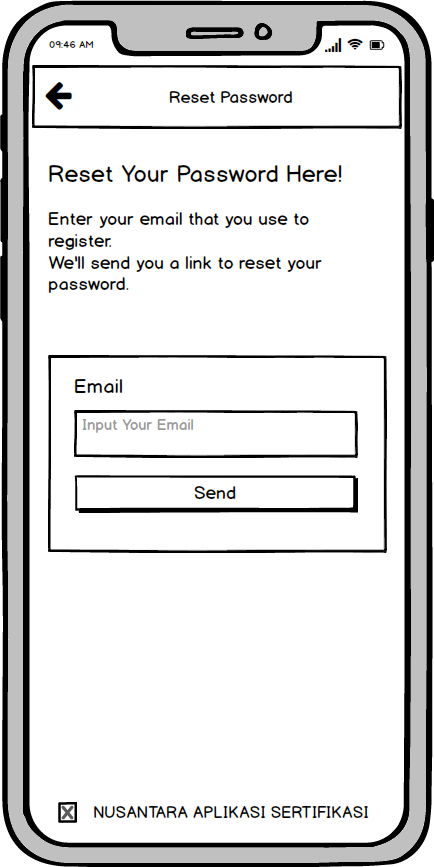 09:46 AM
Reset Password
Reset Your Password Here!
Enter your email that you use to
register.
We'll send you a link to reset your
password.
Email
Input Your Email
Send
NUSANTARA APLIKASI SERTIFIKASI